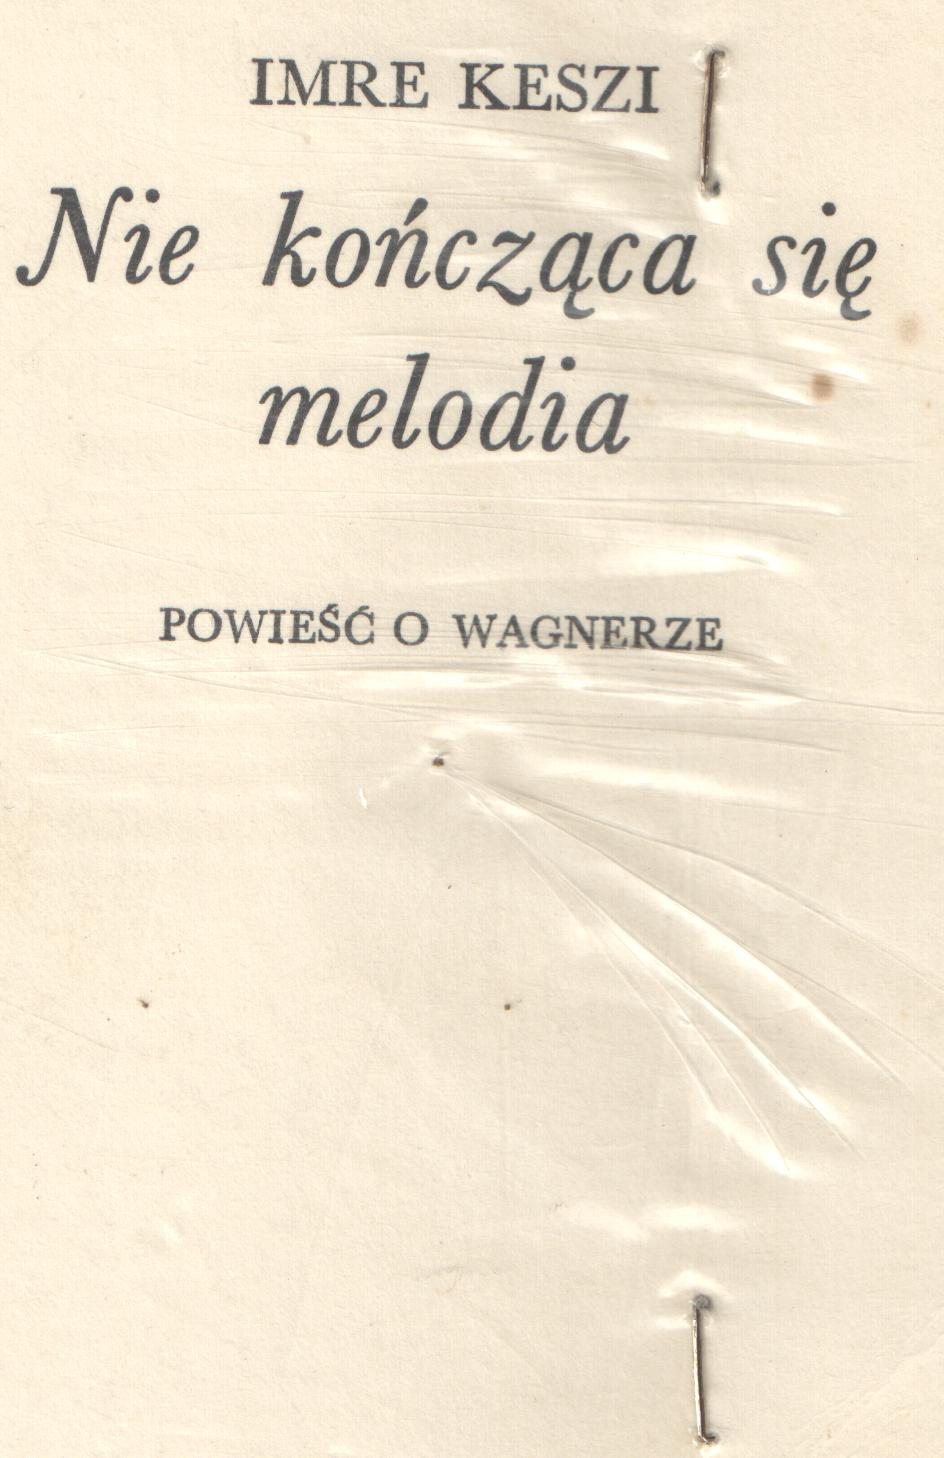 IMRE KESZI
Nie kończąca się
melodia
POWIEŚĆ O WAGNERZE